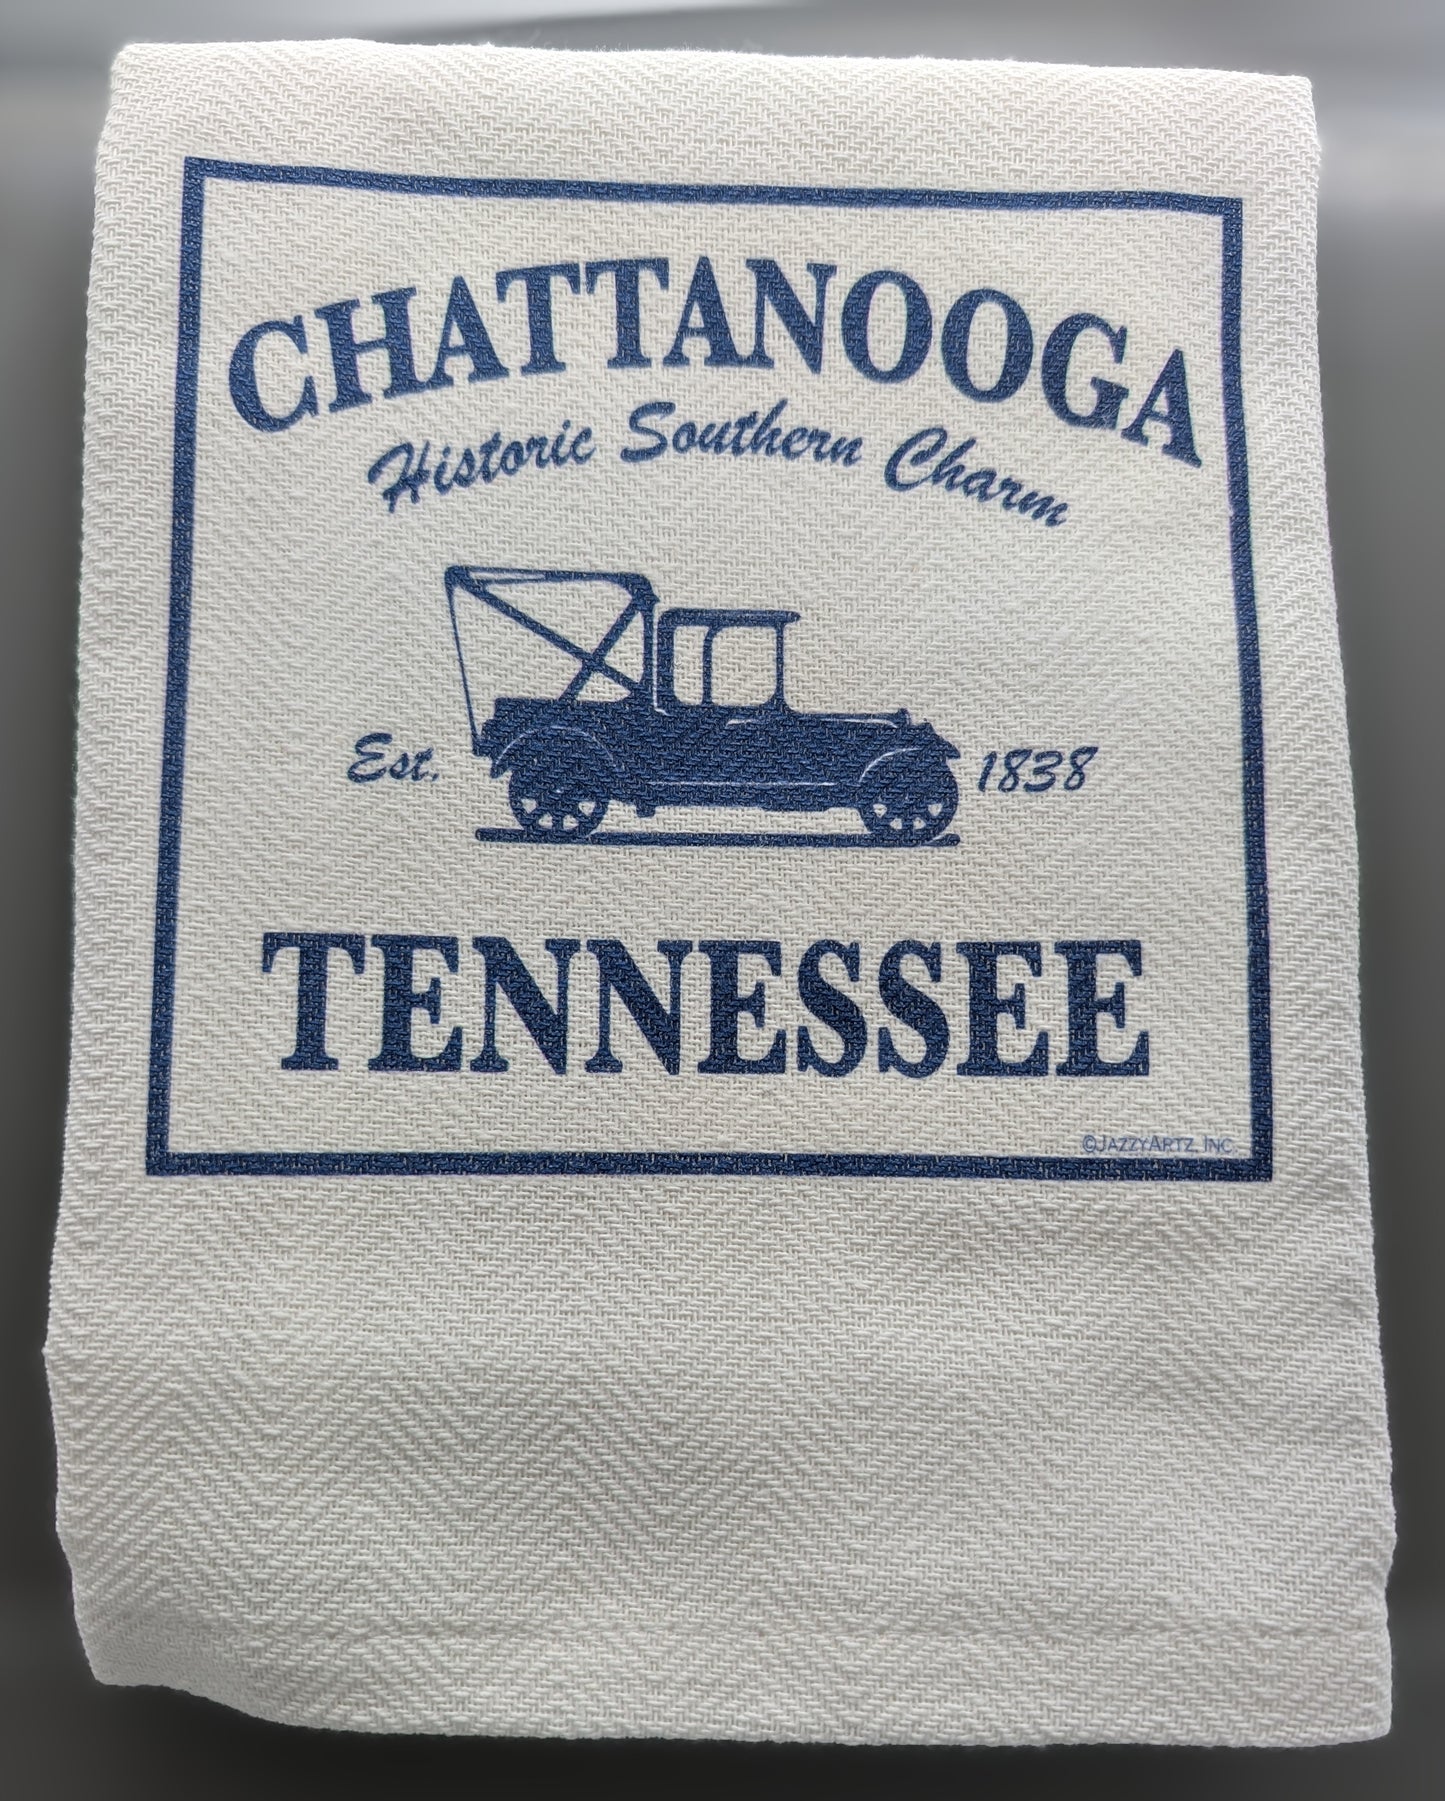 CHATTANOOGA
Historic Southern Charm
Est. 1838
TENNESSEE
©JAZZYARTZ, INC